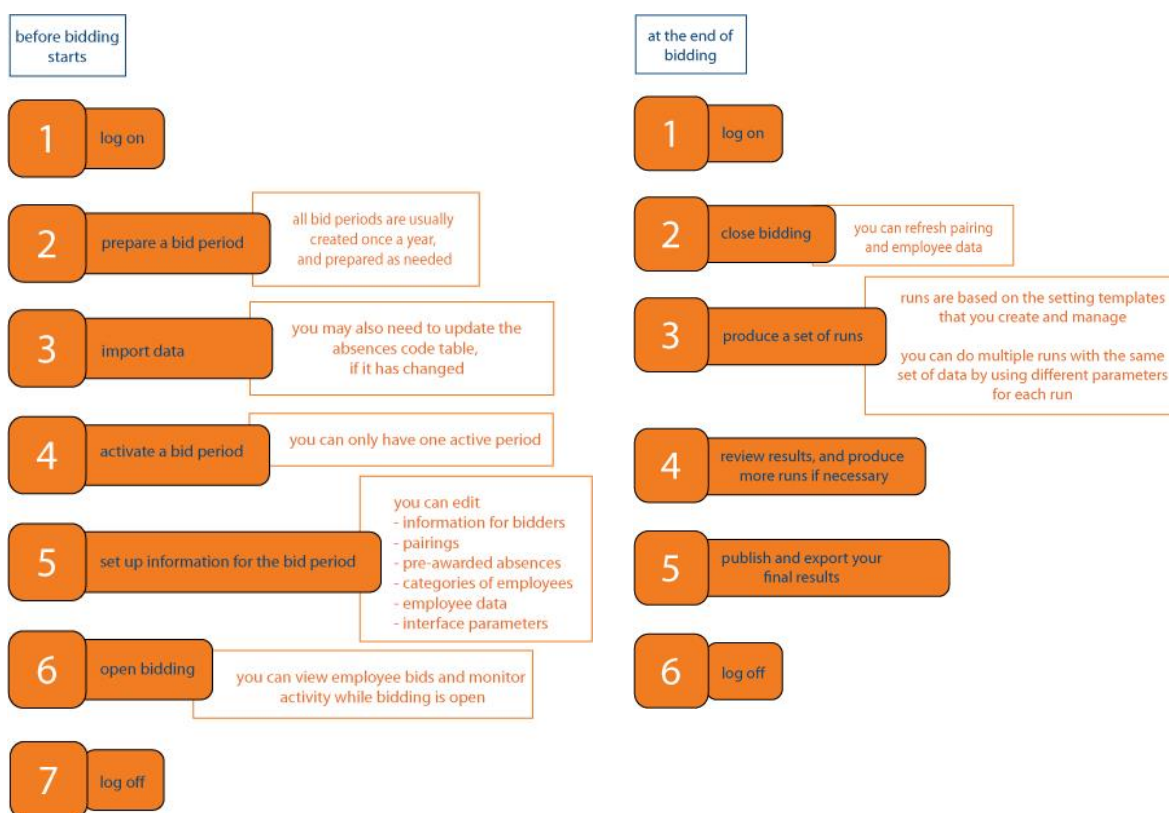 before bidding
starts
1
log on
2
prepare a bid period
all bid periods are usually
created once a year,
and prepared as needed
3
import data
you may also need to update the
absences code table,
if it has changed
4
activate a bid period
you can only have one active period
5
set up information for the bid period
you can edit
- information for bidders
- pairings
- pre-awarded absences
- categories of employees
- employee data
- interface parameters
6
open bidding
you can view employee bids and monitor
activity while bidding is open
7
log off
at the end of
bidding
1
log on
2
close bidding
you can refresh pairing
and employee data
3
produce a set of runs
runs are based on the setting templates
that you create and manage
you can do multiple runs with the same
set of data by using different parameters
for each run
4
review results, and produce
more runs if necessary
5
publish and export your
final results
6
log off